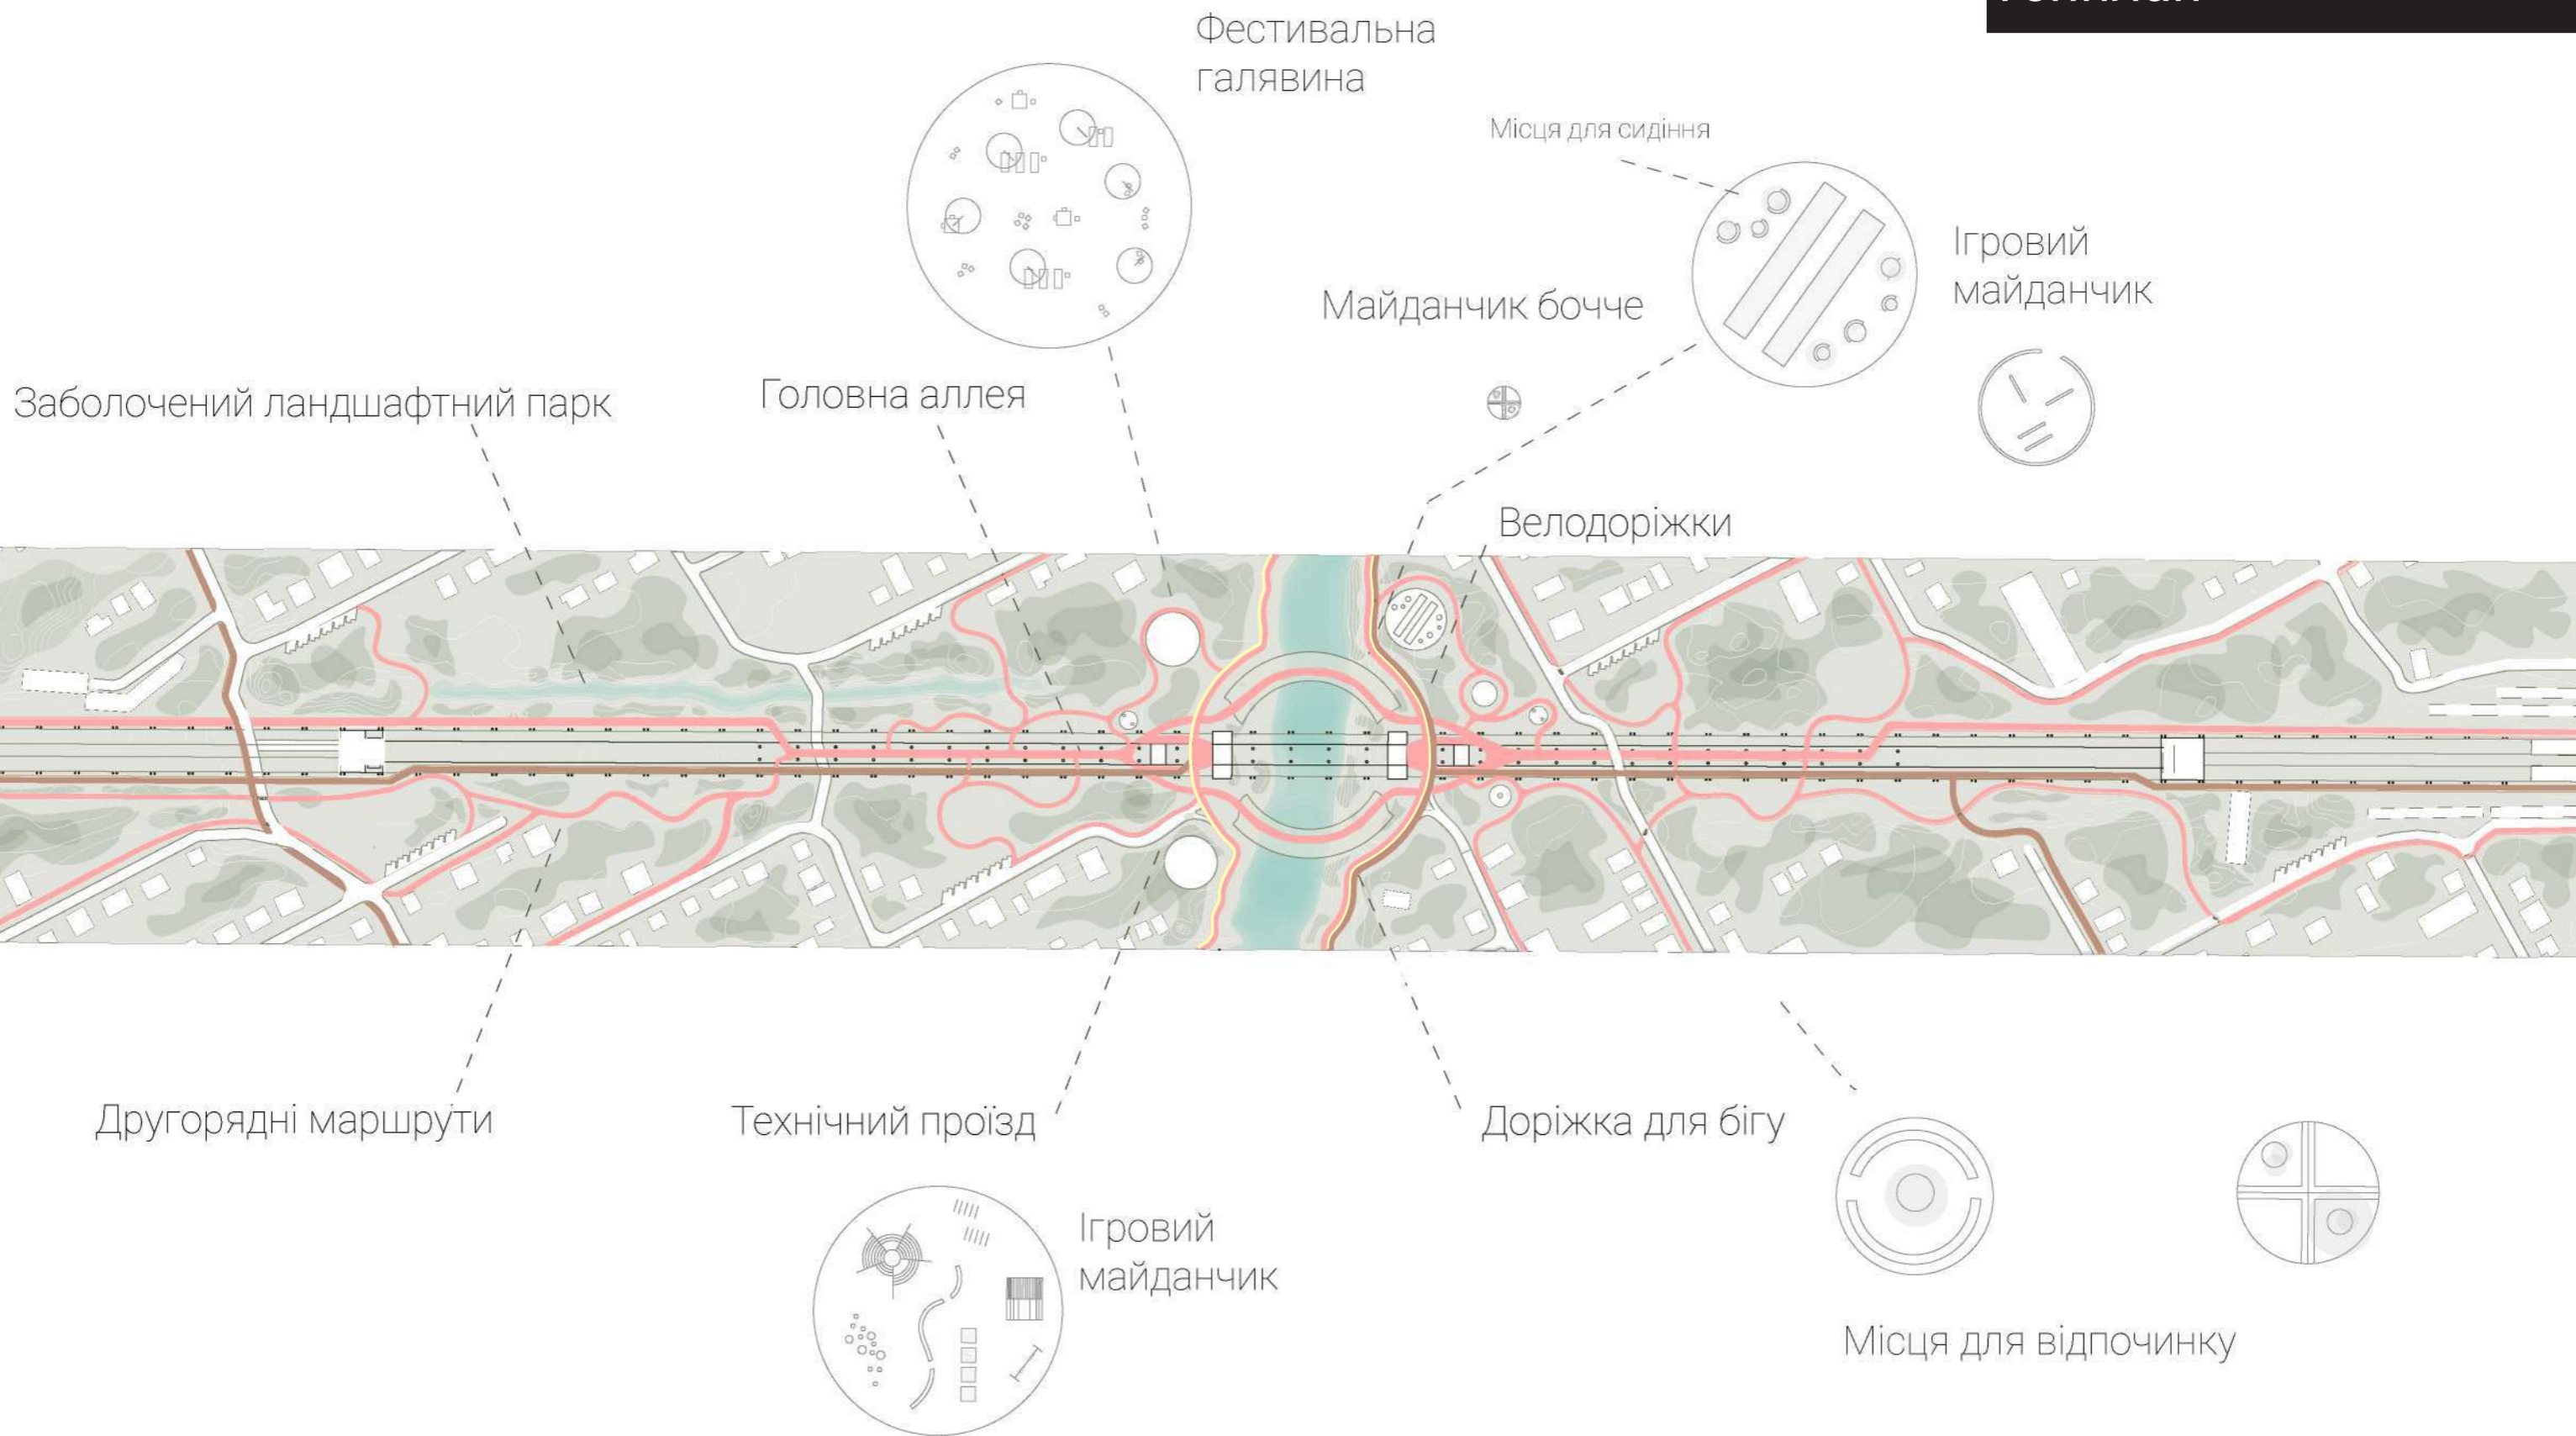 Фестивальна
галявина
Місця для сидіння
Ігровий
майданчик
Майданчик бочче
Заболочений ландшафтний парк
Головна аллея
Велодоріжки
Другорядні маршрути
Технічний проїзд
Доріжка для бігу
Ігровий
майданчик
Місця для відпочинку